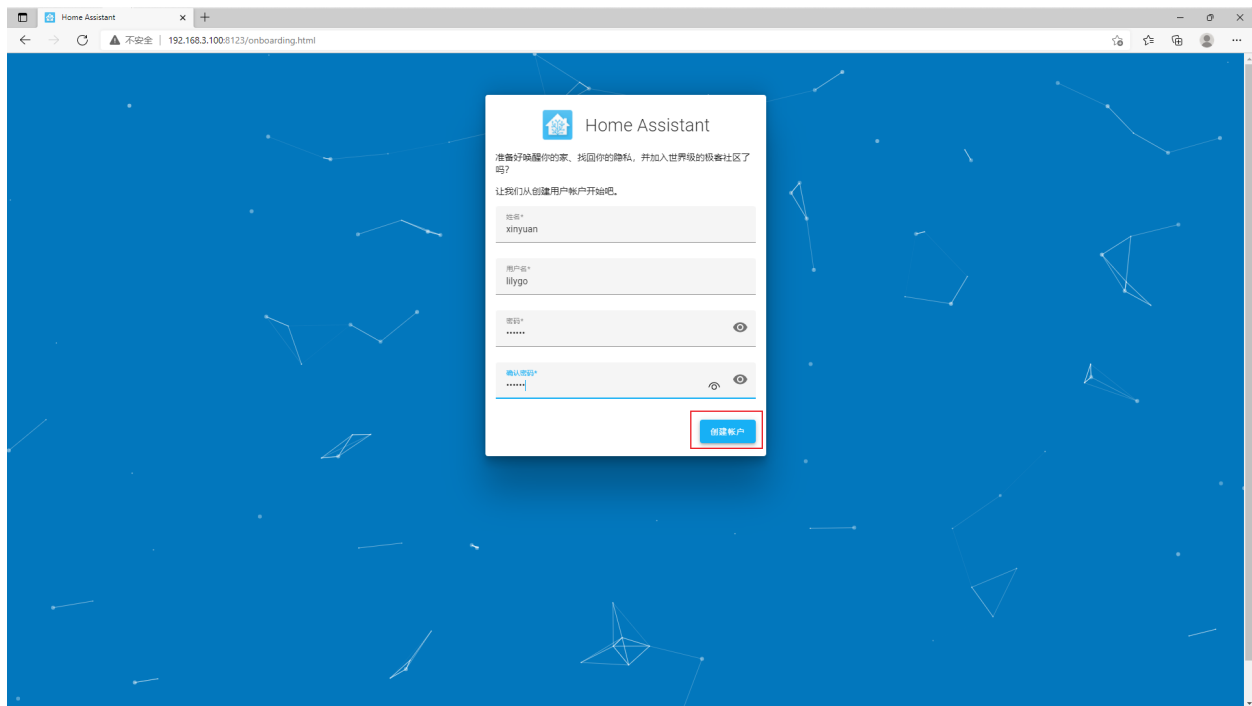 Home Assistant
不安全 | 192.168.3.100:8123/onboarding.html
Home Assistant
准备好唤醒你的家、找回你的隐私，并加入世界级的极客社区了
吗?
让我们从创建用户帐户开始吧。
姓名*
xinyuan
用户名*
lilygo
密码*
••••••
确认密码*
••••••
创建帐户